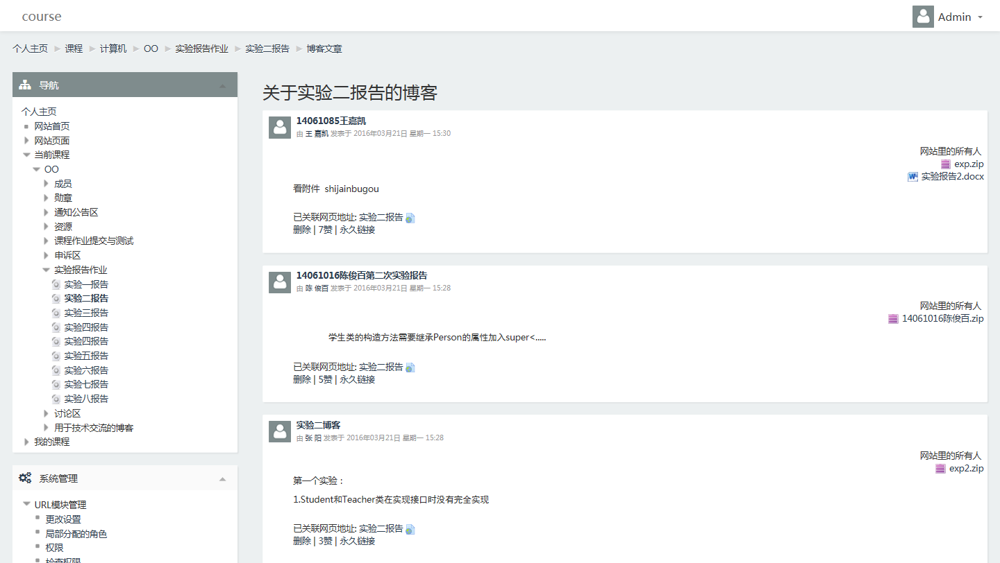 course
Admin
个人主页 课程 计算机 OO 实验报告作业 实验二报告 博客文章
导航
个人主页
网站首页
网站页面
当前课程
OO
成员
勋章
通知公告区
资源
课程作业提交与测试
申诉区
实验报告作业
实验一报告
实验二报告
实验三报告
实验四报告
实验四报告
实验五报告
实验六报告
实验七报告
实验八报告
讨论区
用于技术交流的博客
我的课程
系统管理
URL模块管理
更改设置
局部分配的角色
权限
检查权限
关于实验二报告的博客
14061085王嘉凯
由 王 嘉凯 发表于 2016年03月21日 星期一 15:30
网站里的所有人
exp.zip
实验报告2.docx
看附件 shijainbugou
已关联网页地址: 实验二报告
删除 | 7赞 | 永久链接
14061016陈俊百第二次实验报告
由 陈 俊百 发表于 2016年03月21日 星期一 15:28
网站里的所有人
14061016陈俊百.zip
学生类的构造方法需要继承Person的属性加入super<.....
已关联网页地址: 实验二报告
删除 | 5赞 | 永久链接
实验二博客
由 张 阳 发表于 2016年03月21日 星期一 15:28
网站里的所有人
exp2.zip
第一个实验：
1.Student和Teacher类在实现接口时没有完全实现
已关联网页地址: 实验二报告
删除 | 3赞 | 永久链接